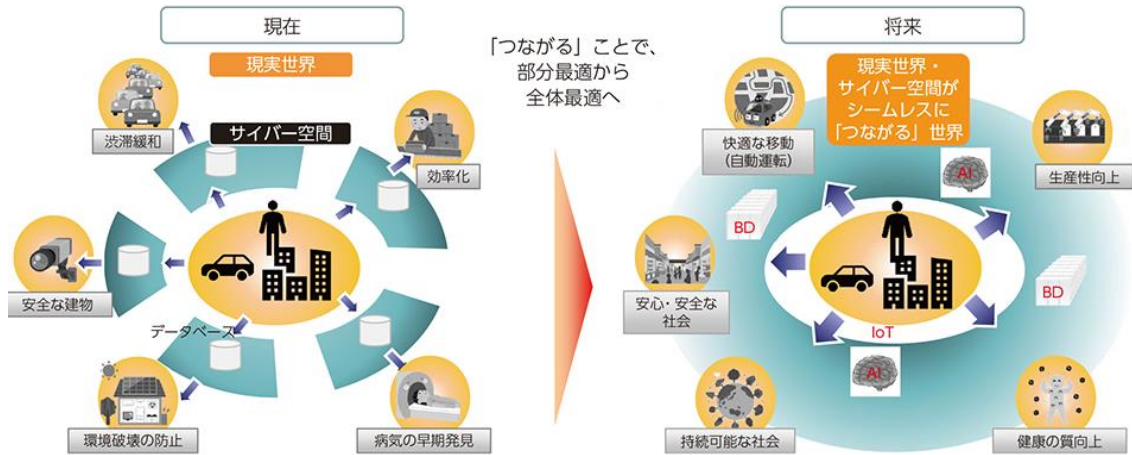 現在
現実世界
渋滞緩和
サイバー空間
効率化
安全な建物
データベース
環境破壊の防止
病気の早期発見
「つながる」ことで、
部分最適から
全体最適へ
将来
現実世界・
サイバー空間が
シームレスに
「つながる」世界
快適な移動
(自動運転)
AI
生産性向上
BD
BD
安心・安全な
社会
IoT
AI
持続可能な社会
健康の質向上